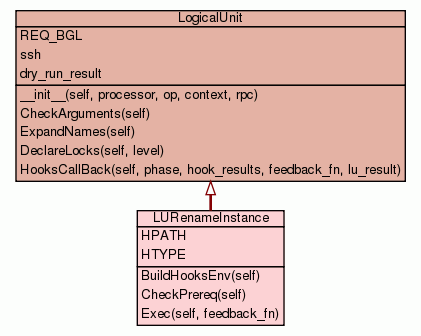 LogicalUnit
REQ_BGL
ssh
dry_run_result
__init__(self, processor, op, context, rpc)
CheckArguments(self)
ExpandNames(self)
DeclareLocks(self, level)
HooksCallBack(self, phase, hook_results, feedback_fn, lu_result)
LURenameInstance
HPATH
HTYPE
BuildHooksEnv(self)
CheckPrereq(self)
Exec(self, feedback_fn)